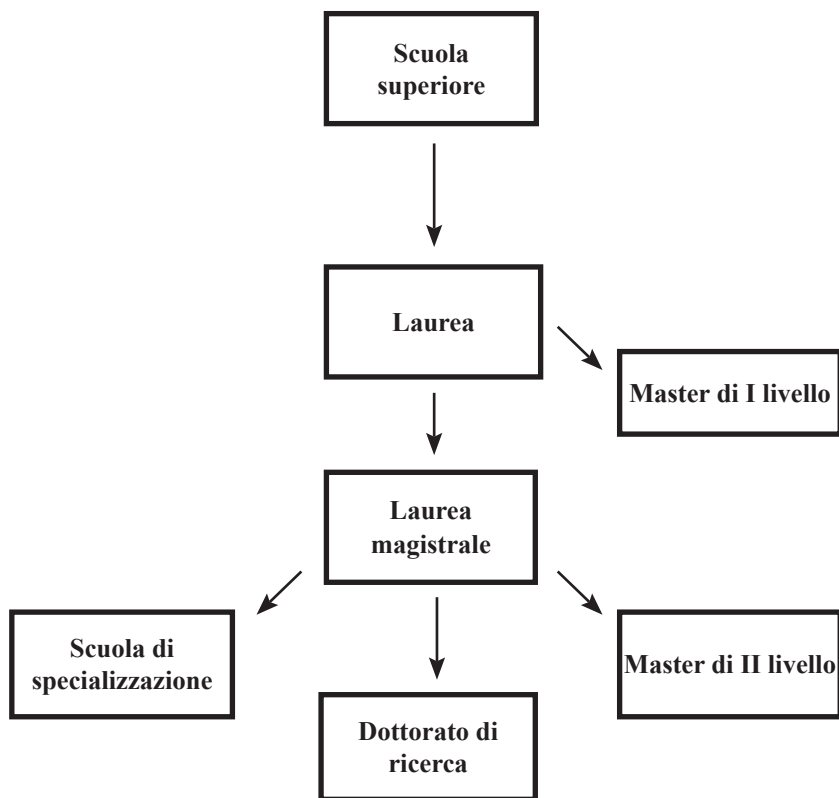 Scuola
superiore
Laurea
Master di I livello
Laurea
magistrale
Scuola di
specializzazione
Master di II livello
Dottorato di
ricerca